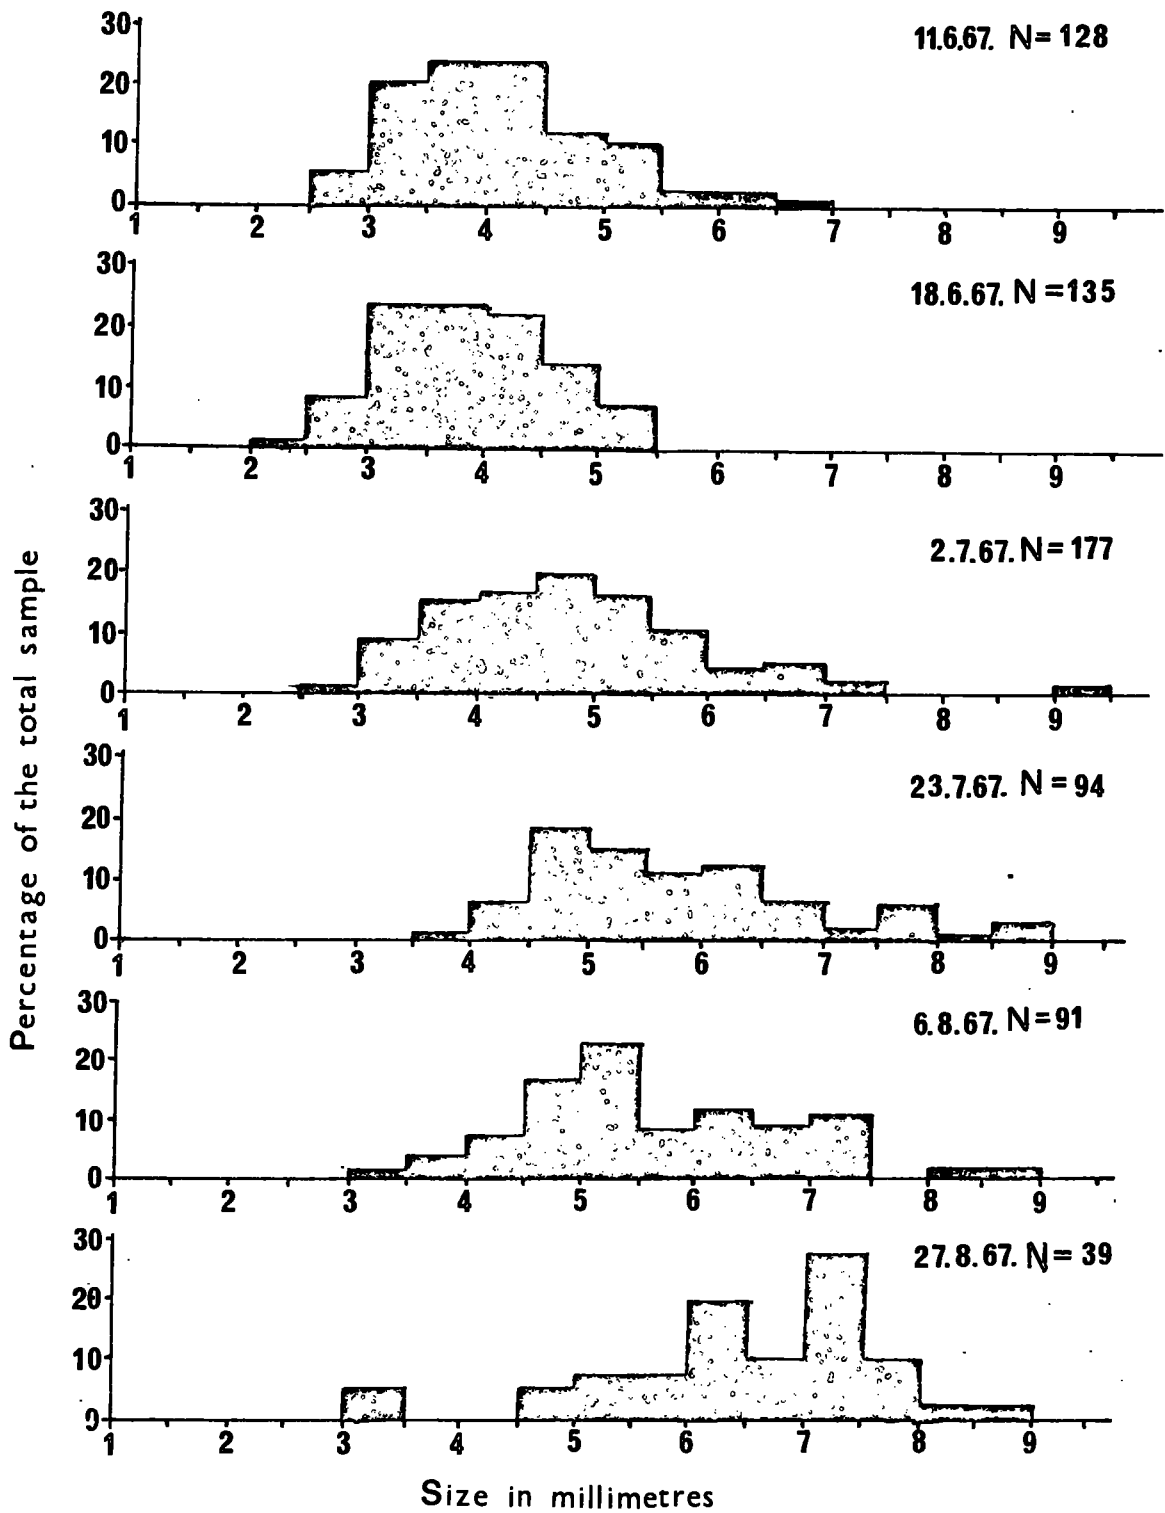 Percentage of the total sample
11.6.67. N= 128
30
20
10
0
1 2 3 4 5 6 7 8 9
18.6.67. N =135
30
20
10
0
1 2 3 4 5 6 7 8 9
2.7.67. N= 177
30
20
10
0
1 2 3 4 5 6 7 8 9
23.7.67. N = 94
30
20
10
0
1 2 3 4 5 6 7 8 9
6.8.67. N=91
30
20
10
0
1 2 3 4 5 6 7 8 9
27.8.67. N= 39
30
20
10
0
1 2 3 4 5 6 7 8 9
Size in millimetres